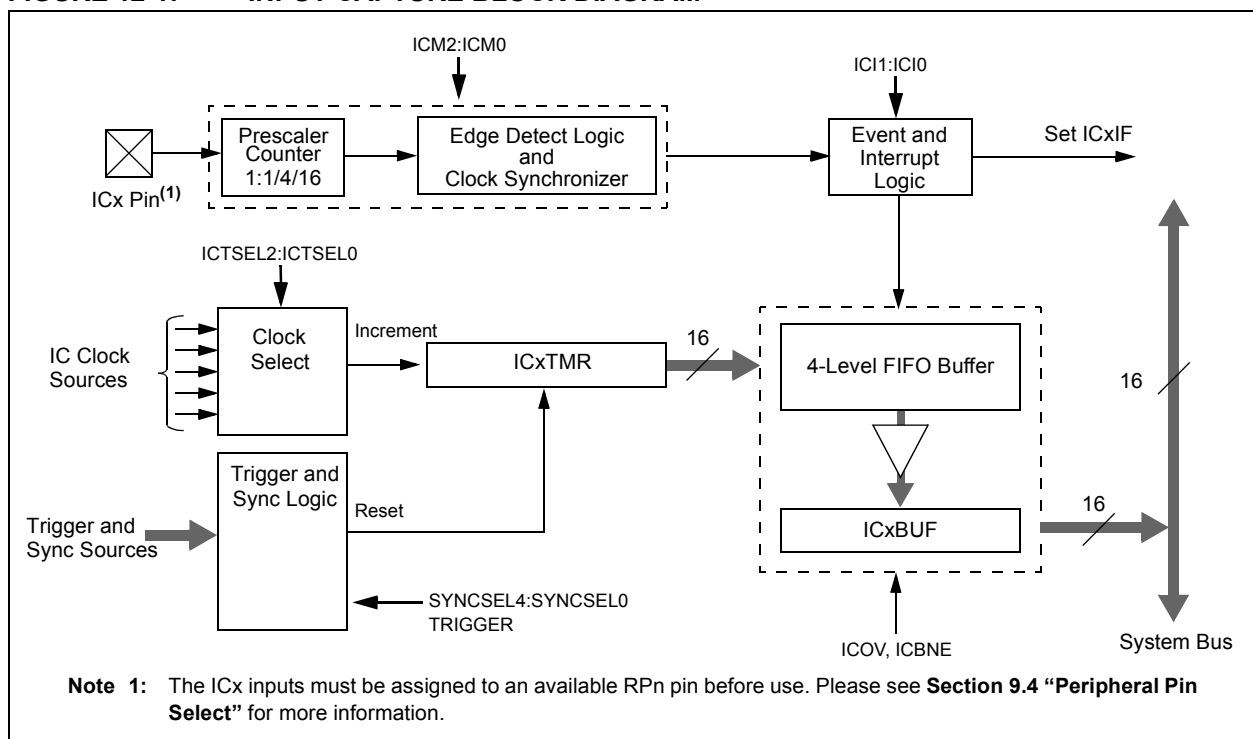 ICM2:ICM0
ICI1:ICI0
Prescaler
Counter
1:1/4/16
Edge Detect Logic
and
Clock Synchronizer
Event and
Interrupt
Logic
Set ICxIF
ICx Pin(1)
ICTSEL2:ICTSEL0
IC Clock
Sources
Clock
Select
Increment
ICxTMR
16
4-Level FIFO Buffer
16
Trigger and
Sync Logic
Reset
Trigger and
Sync Sources
ICxBUF
16
SYNCSEL4:SYNCSEL0
TRIGGER
ICOV, ICBNE
System Bus
Note 1: The ICx inputs must be assigned to an available RPn pin before use. Please see Section 9.4 “Peripheral Pin
Select” for more information.